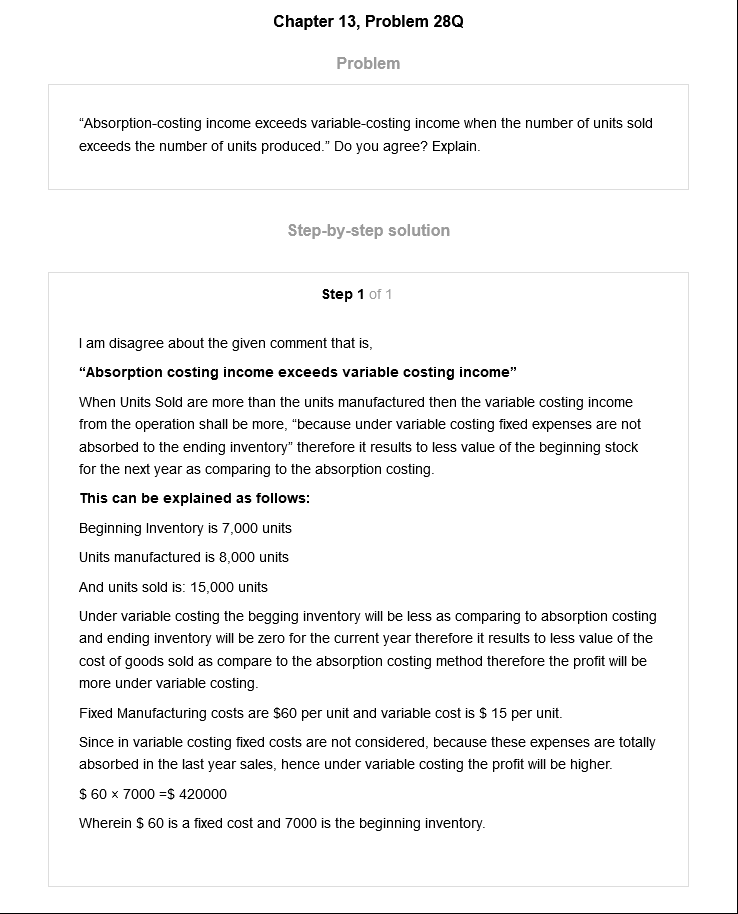 Chapter 13, Problem 28Q
Problem
“Absorption-costing income exceeds variable-costing income when the number of units sold
exceeds the number of units produced.” Do you agree? Explain.
Step-by-step solution
Step 1 of 1
I am disagree about the given comment that is,
“Absorption costing income exceeds variable costing income”
When Units Sold are more than the units manufactured then the variable costing income
from the operation shall be more, “because under variable costing fixed expenses are not
absorbed to the ending inventory” therefore it results to less value of the beginning stock
for the next year as comparing to the absorption costing.
This can be explained as follows:
Beginning Inventory is 7,000 units
Units manufactured is 8,000 units
And units sold is: 15,000 units
Under variable costing the begging inventory will be less as comparing to absorption costing
and ending inventory will be zero for the current year therefore it results to less value of the
cost of goods sold as compare to the absorption costing method therefore the profit will be
more under variable costing.
Fixed Manufacturing costs are $60 per unit and variable cost is $ 15 per unit.
Since in variable costing fixed costs are not considered, because these expenses are totally
absorbed in the last year sales, hence under variable costing the profit will be higher.
$ 60 × 7000 =$ 420000
Wherein $ 60 is a fixed cost and 7000 is the beginning inventory.